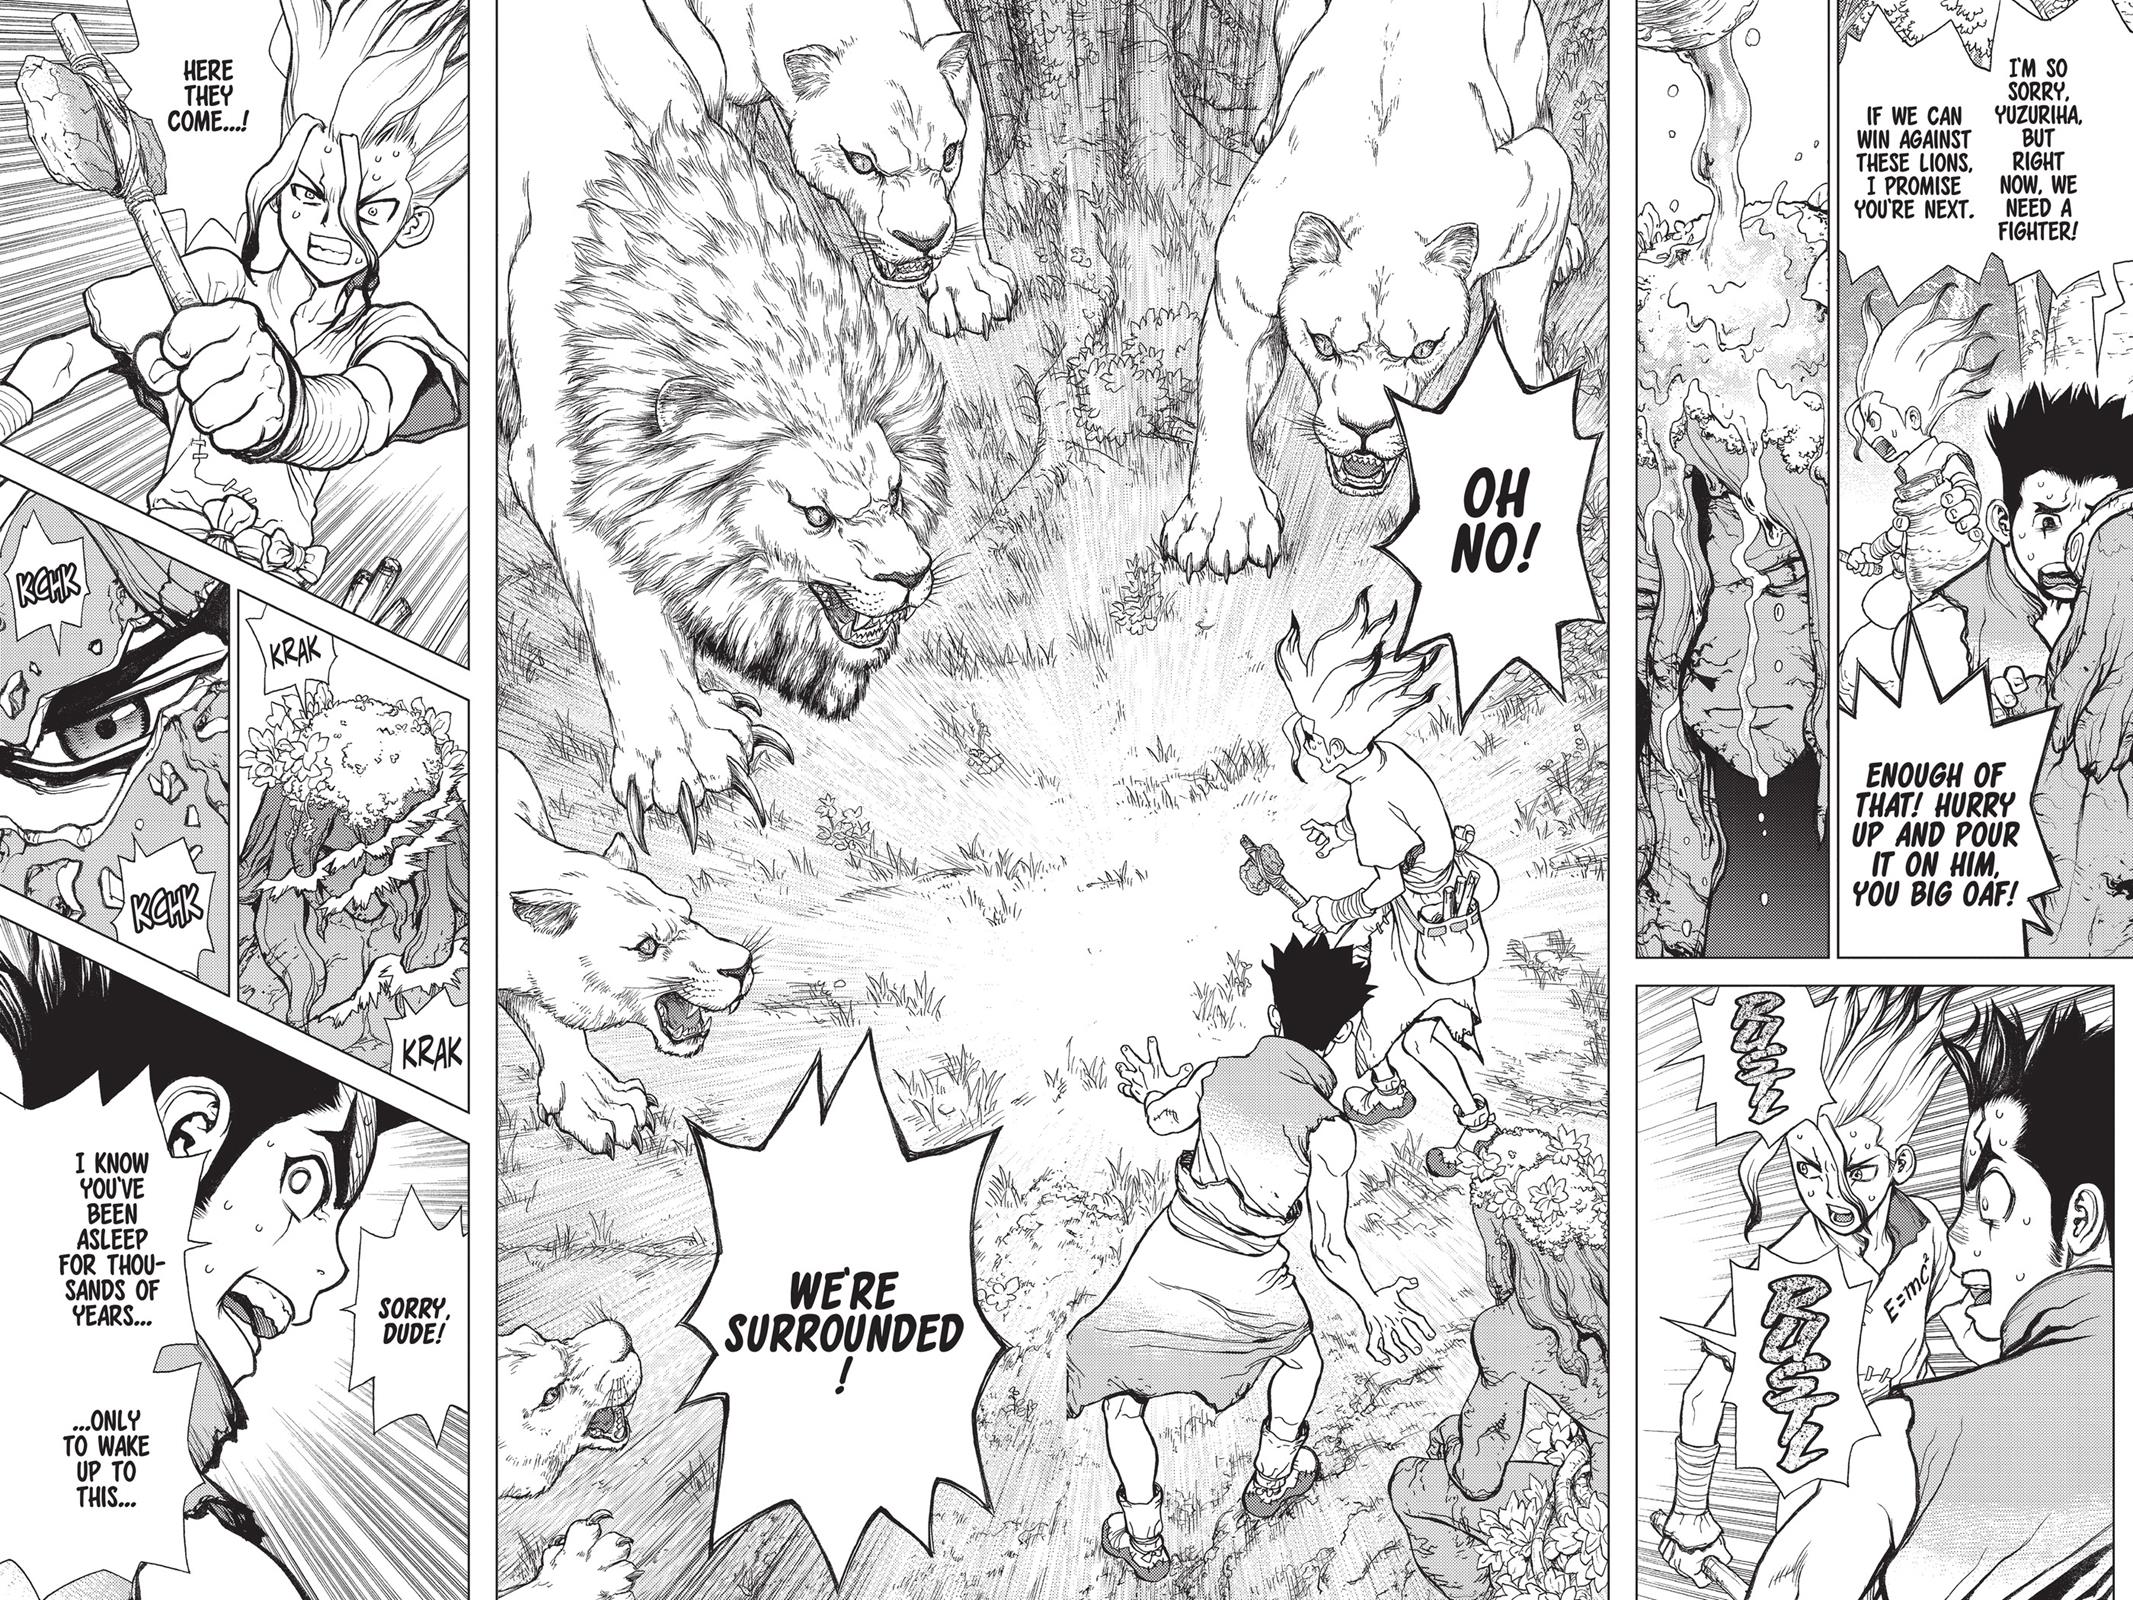 I'M SO
SORRY,
YUZURIHA,
BUT
RIGHT
NOW, WE
NEED A
FIGHTER!
IF WE CAN
WIN AGAINST
THESE LIONS,
I PROMISE
YOU'RE NEXT.
ENOUGH OF
THAT! HURRY
UP AND POUR
IT ON HIM,
YOU BIG OAF!
RUSTL
E=mc²
RUSTL
OH
NO!
WE'RE
SURROUNDED
!
HERE
THEY
COME...!
KRAK
KRAK
KCHK
KCHK
SORRY,
DUDE!
I KNOW
YOU'VE
BEEN
ASLEEP
FOR THOU-
SANDS OF
YEARS...
...ONLY
TO WAKE
UP TO
THIS...